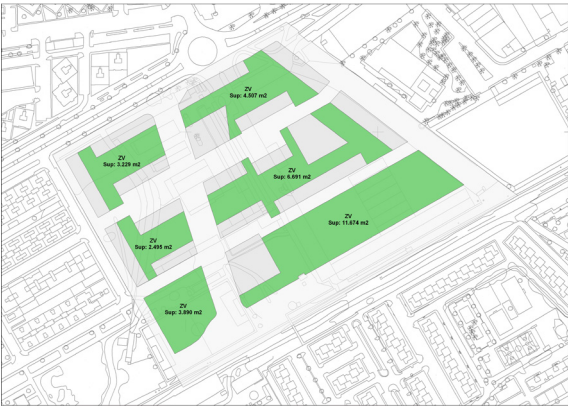 ZV
Sup: 4.507 m2
ZV
Sup: 3.229 m2
ZV
Sup: 6.691 m2
ZV
Sup: 11.674 m2
ZV
Sup: 2.495 m2
ZV
Sup: 3.890 m2